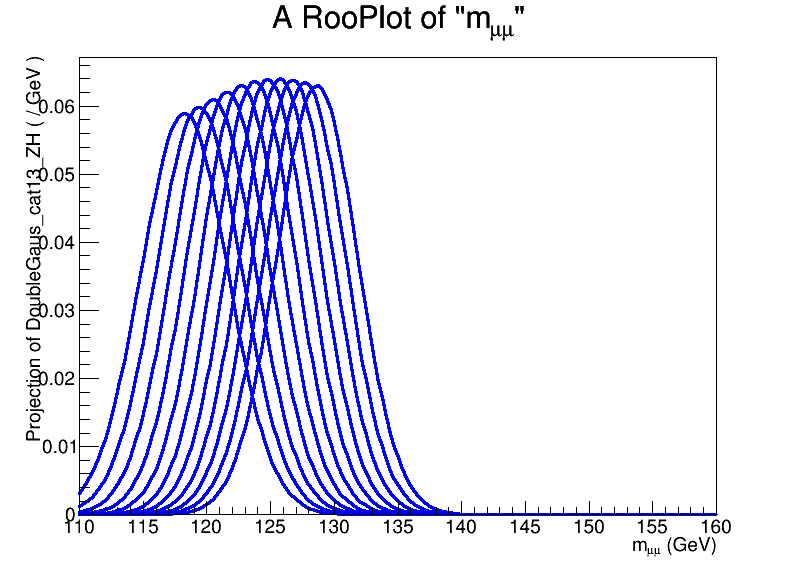 A RooPlot of "mμμ"
Projection of DoubleGaus_cat13_ZH ( / GeV )
0.06
0.05
0.04
0.03
0.02
0.01
0
110 115 120 125 130 135 140 145 150 155 160
mμμ (GeV)